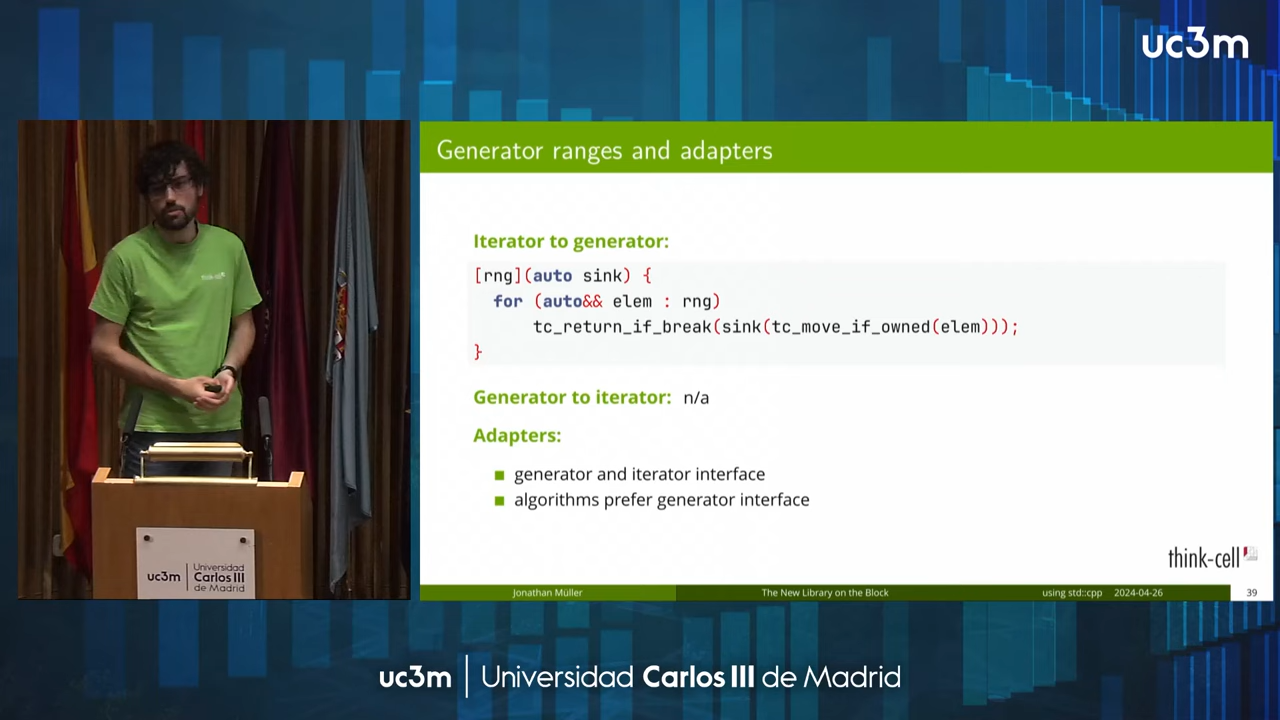 uc3m
Generator ranges and adapters
Iterator to generator:
[rng](auto sink) {
for (auto&& elem : rng)
tc_return_if_break(sink(tc_move_if_owned(elem)));
}
Generator to iterator: n/a
Adapters:
generator and iterator interface
algorithms prefer generator interface
think-cell
Jonathan Müller
The New Library on the Block
using std::cpp 2024-04-26
39
uc3m
Universidad
Carlos III
de Madrid
uc3m Universidad Carlos III de Madrid